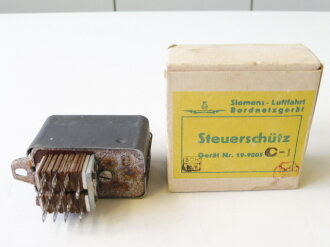 Siemens - Luftfahrt
Bordnetzgerät
Steuerschütz
Gerät Nr. 19-9005 C-1